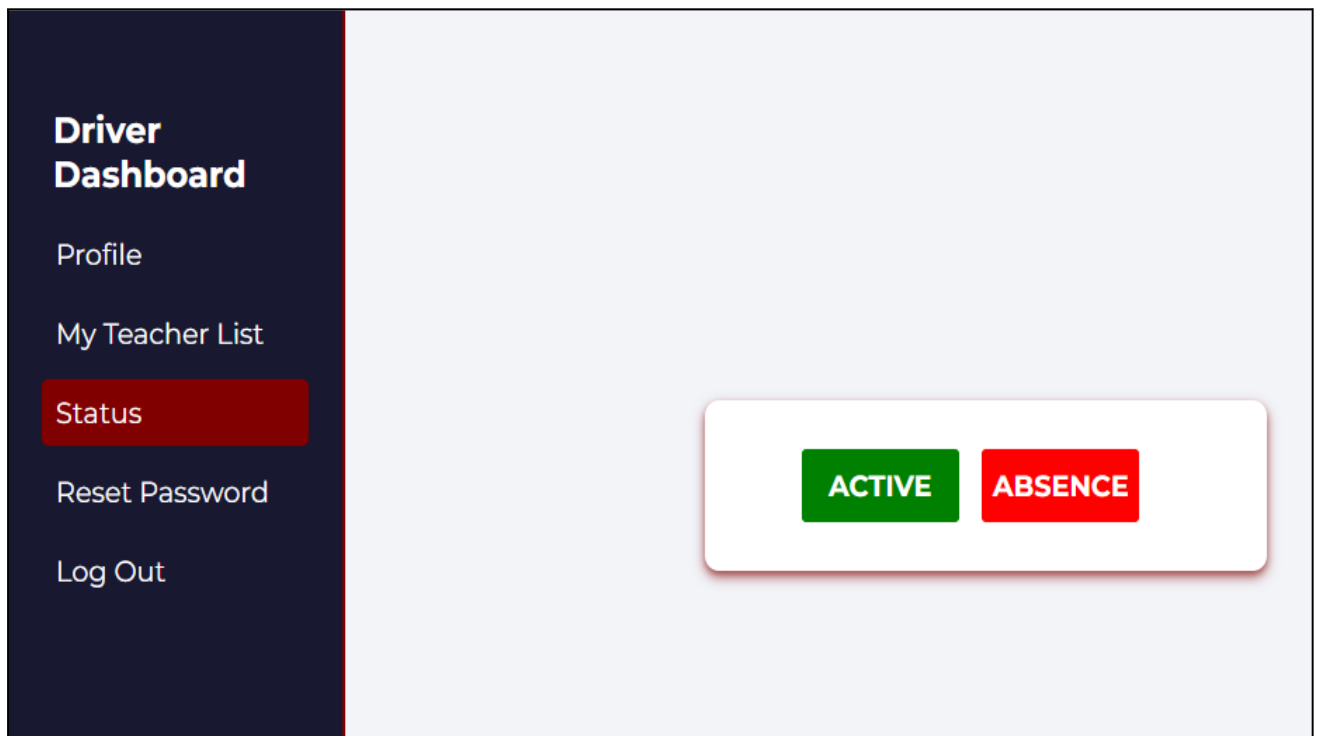 Driver
Dashboard
Profile
My Teacher List
Status
Reset Password
Log Out
ACTIVE ABSENCE